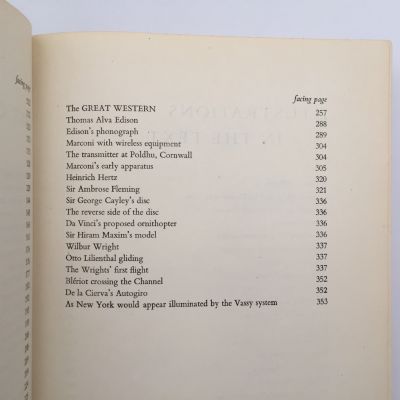 facing page
The GREAT WESTERN 257
Thomas Alva Edison 288
Edison's phonograph 289
Marconi with wireless equipment 304
The transmitter at Poldhu, Cornwall 304
Marconi's early apparatus 305
Heinrich Hertz 320
Sir Ambrose Fleming 321
Sir George Cayley's disc 336
The reverse side of the disc 336
Da Vinci's proposed ornithopter 336
Sir Hiram Maxim's model 336
Wilbur Wright 337
Otto Lilienthal gliding 337
The Wrights' first flight 337
Blériot crossing the Channel 352
De la Cierva's Autogiro 352
As New York would appear illuminated by the Vassy system 353